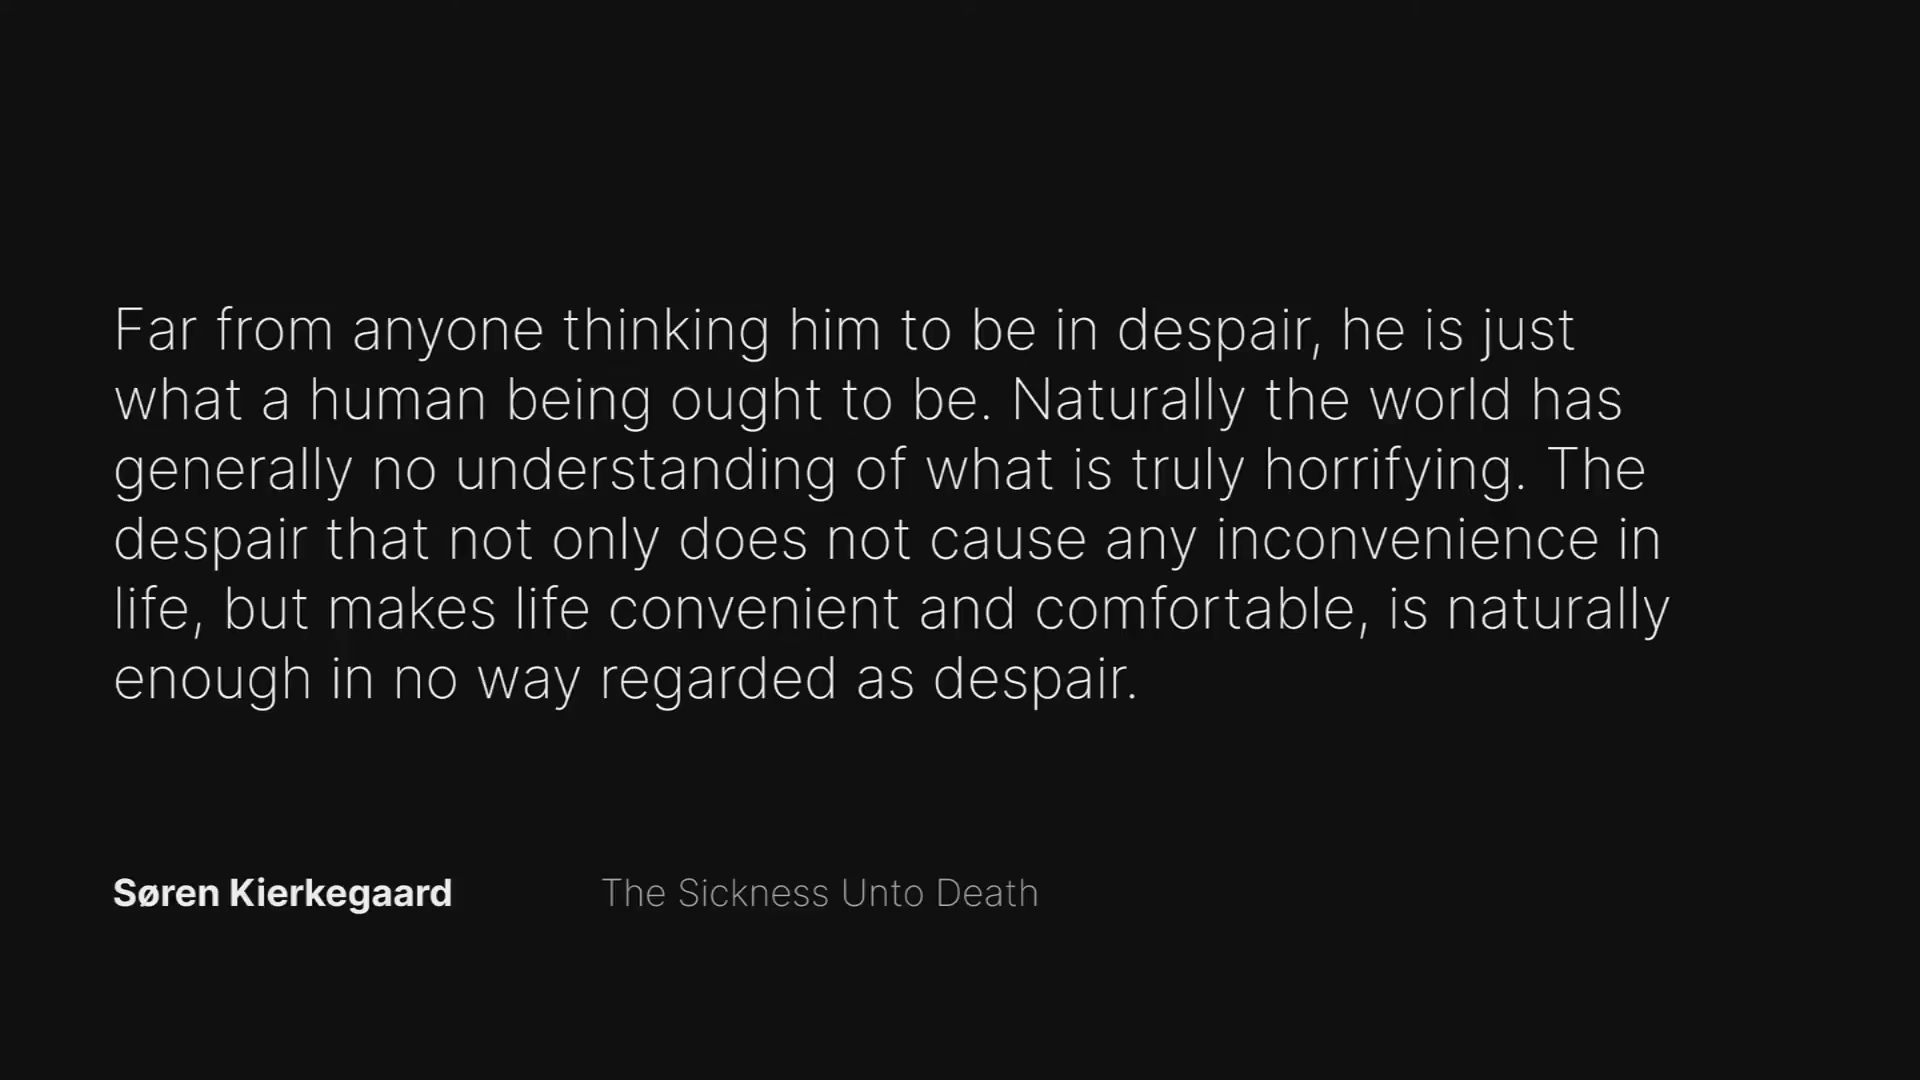 Far from anyone thinking him to be in despair, he is just
what a human being ought to be. Naturally the world has
generally no understanding of what is truly horrifying. The
despair that not only does not cause any inconvenience in
life, but makes life convenient and comfortable, is naturally
enough in no way regarded as despair.
Søren Kierkegaard The Sickness Unto Death